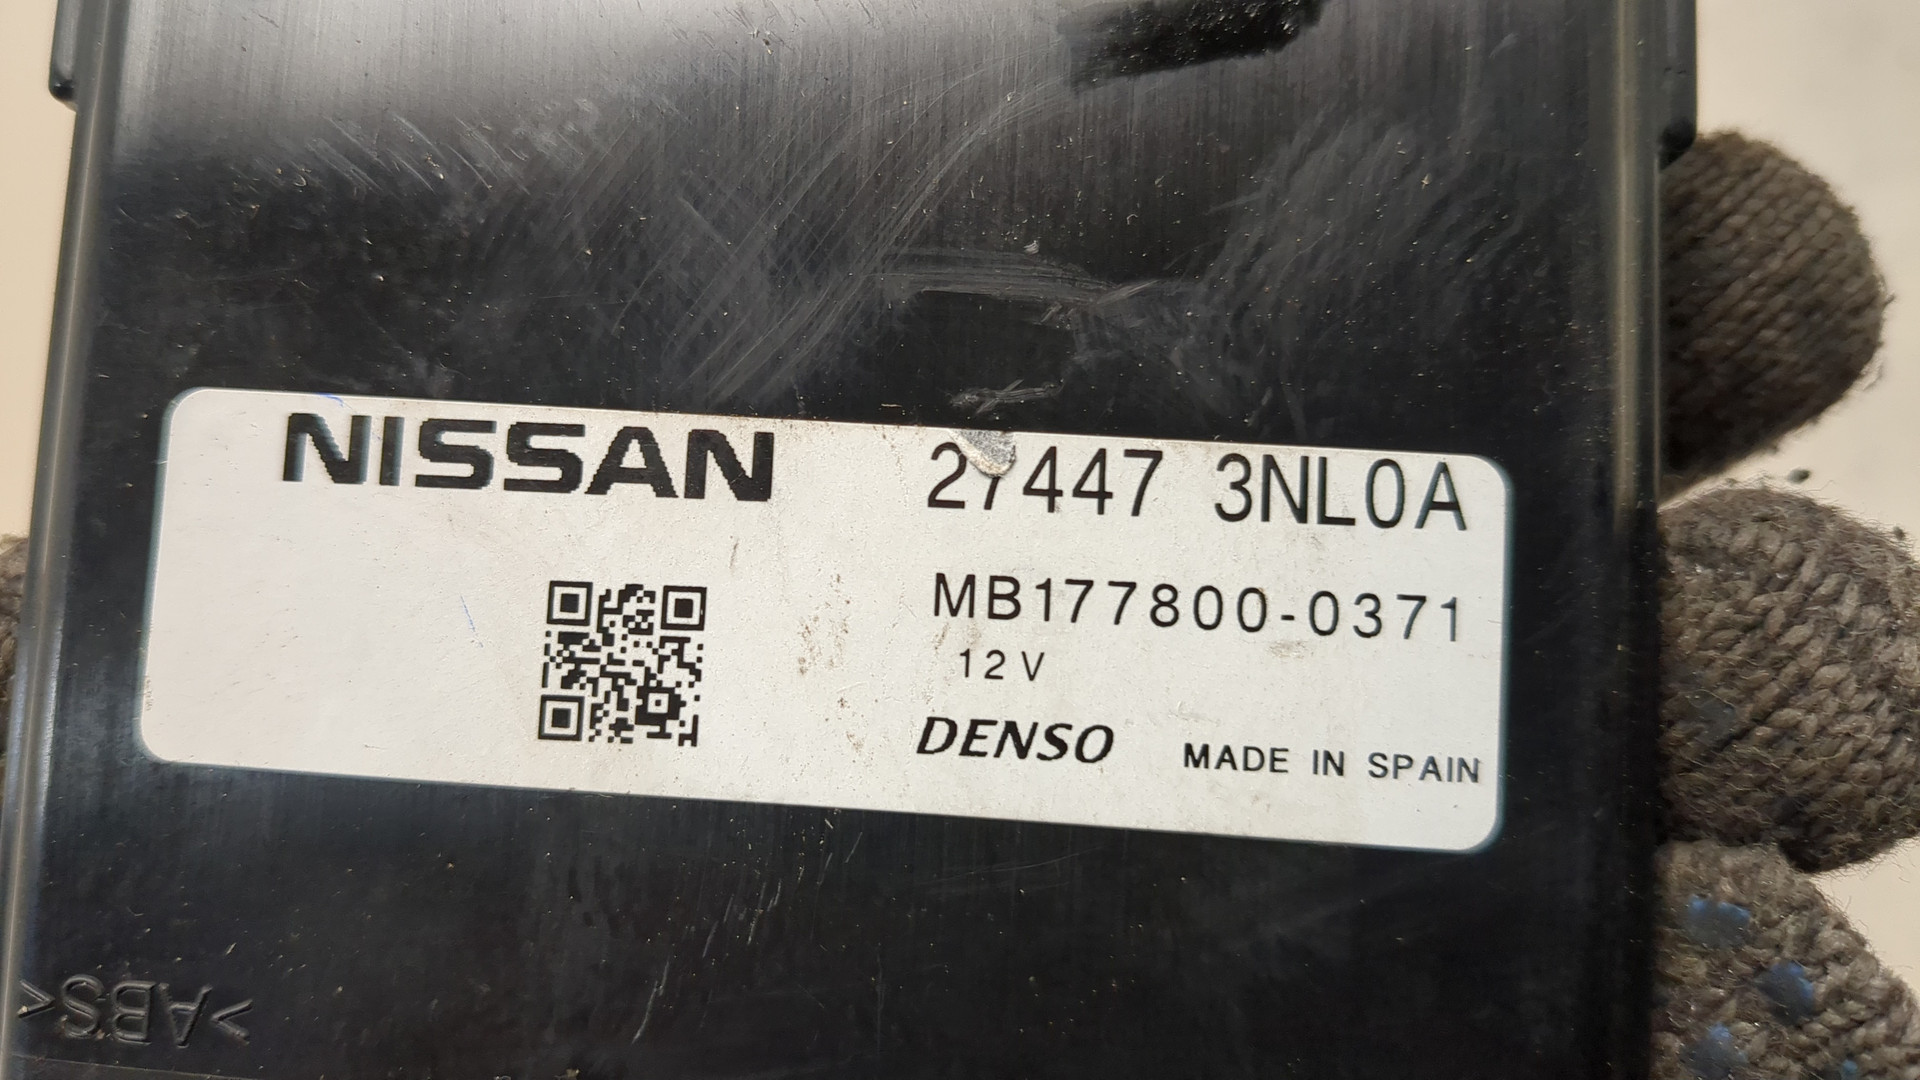 NISSAN 27447 3NL0A
MB177800-0371
12V
DENSO MADE IN SPAIN
>ABS<